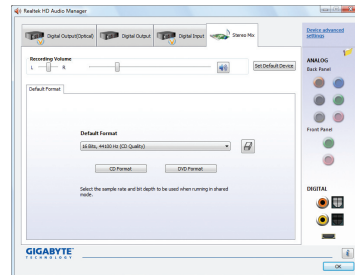 Realtek HD Audio Manager
Digital Output(Optical)
Digital Output
Digital Input
Stereo Mix
Device advanced
settings
Recording Volume
L
R
Set Default Device
ANALOG
Back Panel
Default Format
Default Format
16 Bits, 44100 Hz (CD Quality)
CD Format
DVD Format
Select the sample rate and bit depth to be used when running in shared
mode.
Front Panel
DIGITAL
GIGABYTE
TECHNOLOGY
OK